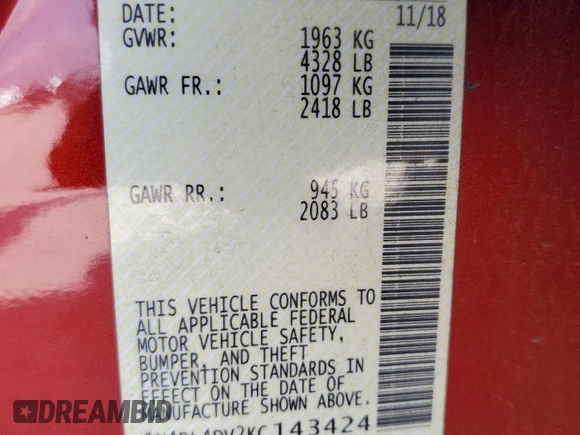 DATE: 11/18
GVWR: 1963 KG
4328 LB
GAWR FR.: 1097 KG
2418 LB
GAWR RR.: 945 KG
2083 LB
THIS VEHICLE CONFORMS TO
ALL APPLICABLE FEDERAL
MOTOR VEHICLE SAFETY,
BUMPER, AND THEFT
PREVENTION STANDARDS IN
EFFECT ON THE DATE OF
MANUFACTURE SHOWN ABOVE.
DREAMBID